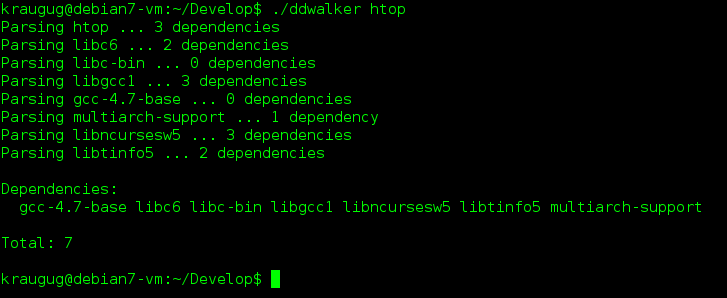 kraugug@debian7-vm:~/Develop$ ./ddwalker htop
Parsing htop ... 3 dependencies
Parsing libc6 ... 2 dependencies
Parsing libc-bin ... 0 dependencies
Parsing libgcc1 ... 3 dependencies
Parsing gcc-4.7-base ... 0 dependencies
Parsing multiarch-support ... 1 dependency
Parsing libncursesw5 ... 3 dependencies
Parsing libtinfo5 ... 2 dependencies
Dependencies:
gcc-4.7-base libc6 libc-bin libgcc1 libncursesw5 libtinfo5 multiarch-support
Total: 7
kraugug@debian7-vm:~/Develop$